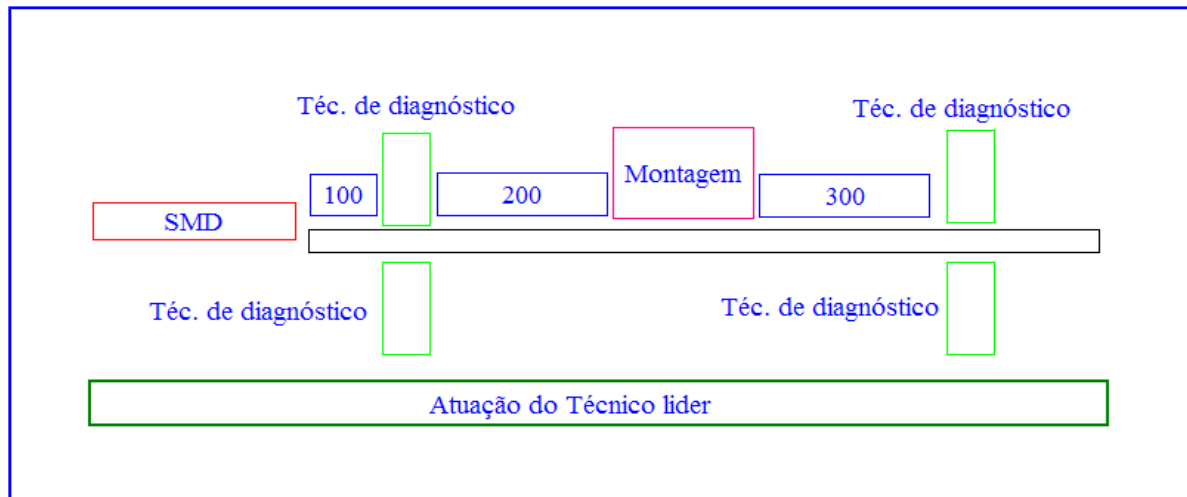 Téc. de diagnóstico
Téc. de diagnóstico
100
200
Montagem
300
SMD
Téc. de diagnóstico
Téc. de diagnóstico
Atuação do Técnico lider